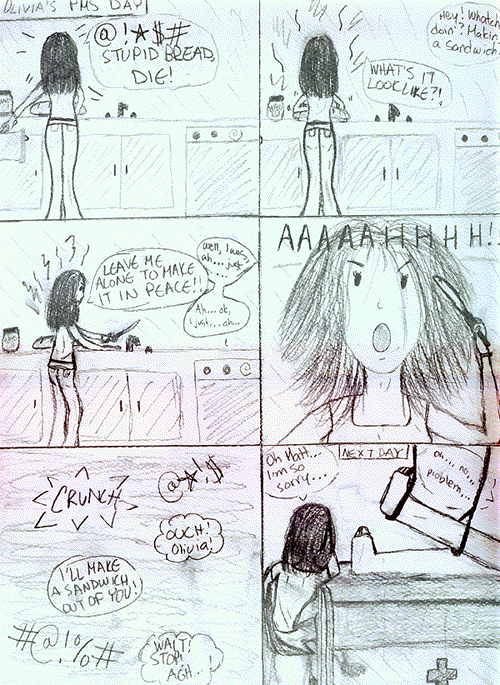 OLIVIA'S PMS DAY!
@!*$#
STUPID BREAD,
DIE!
Hey! Whatch
doin'? Makin
a sandwich?
WHAT'S IT
LOOK LIKE?!
LEAVE ME
ALONE TO MAKE
IT IN PEACE!!
Well, I was,
ah... just
...
Ah... ok,
I just... ah...
!
AAAAAHHHH!!
CRUNCH
@*!$
OUCH!
Olivia!
I'LL MAKE
A SANDWICH
OUT OF YOU!
#@!%#
WAIT!
STOP!
AGH...!
NEXT DAY!
Oh Matt...
I'm so
sorry...
oh... no...
problem...
!